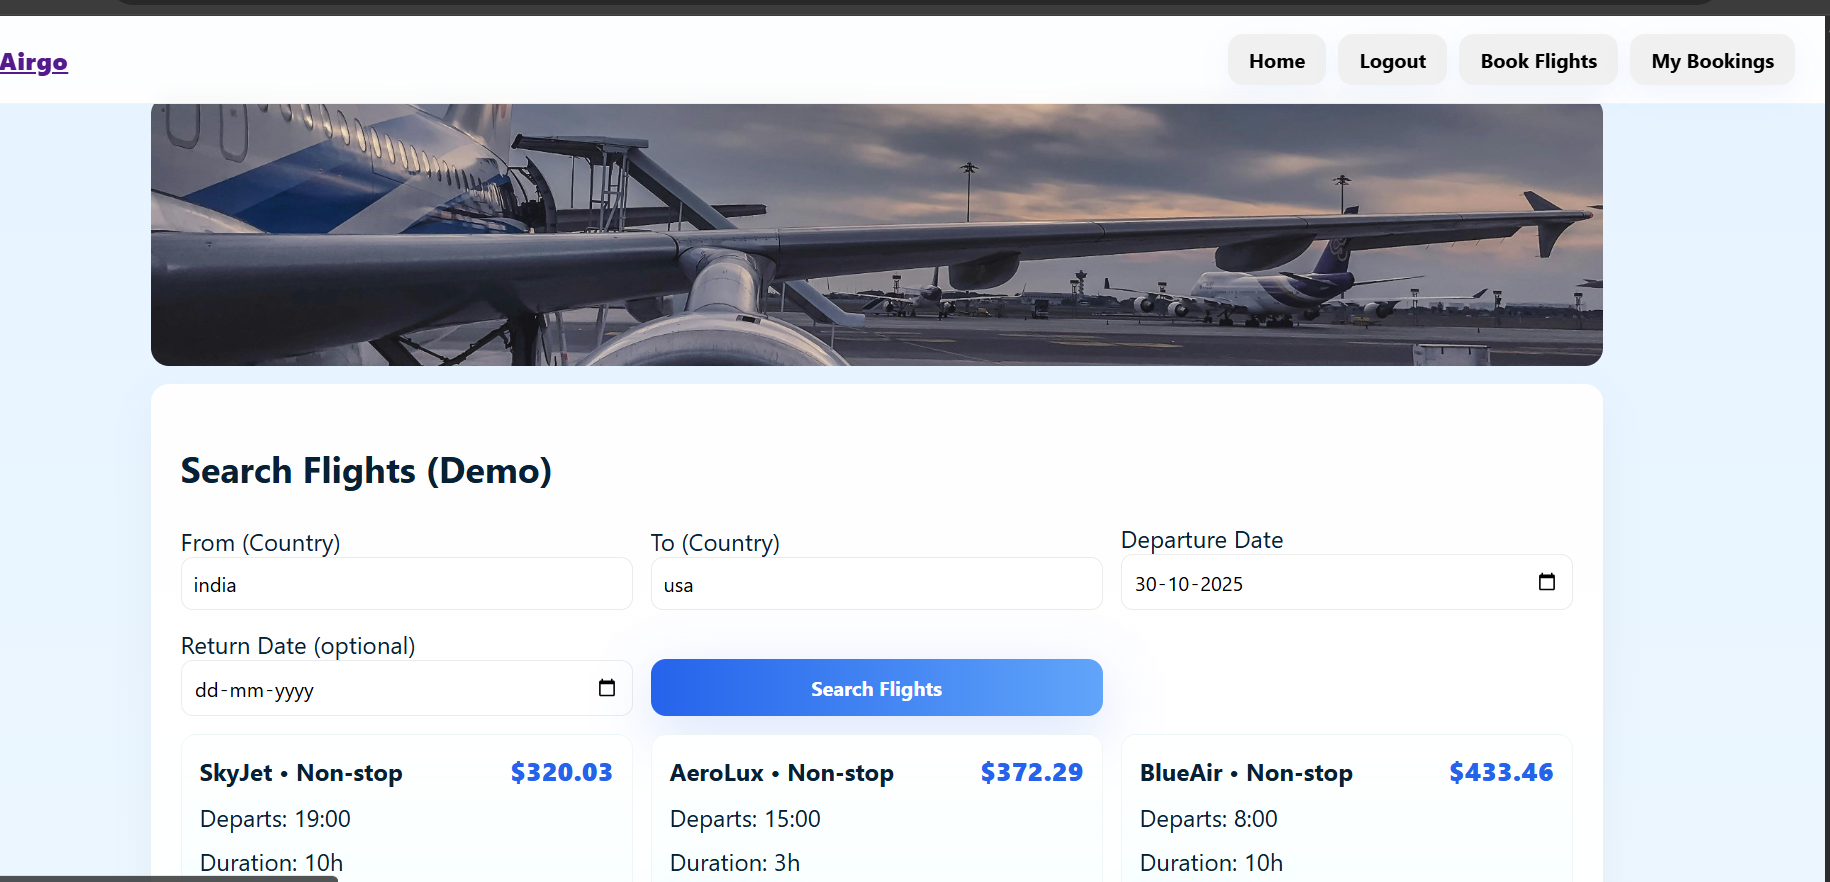 Airgo
Home Logout Book Flights My Bookings
Search Flights (Demo)
From (Country) To (Country) Departure Date
india usa 30-10-2025
Return Date (optional)
dd-mm-yyyy Search Flights
SkyJet • Non-stop $320.03 AeroLux • Non-stop $372.29 BlueAir • Non-stop $433.46
Departs: 19:00 Departs: 15:00 Departs: 8:00
Duration: 10h Duration: 3h Duration: 10h